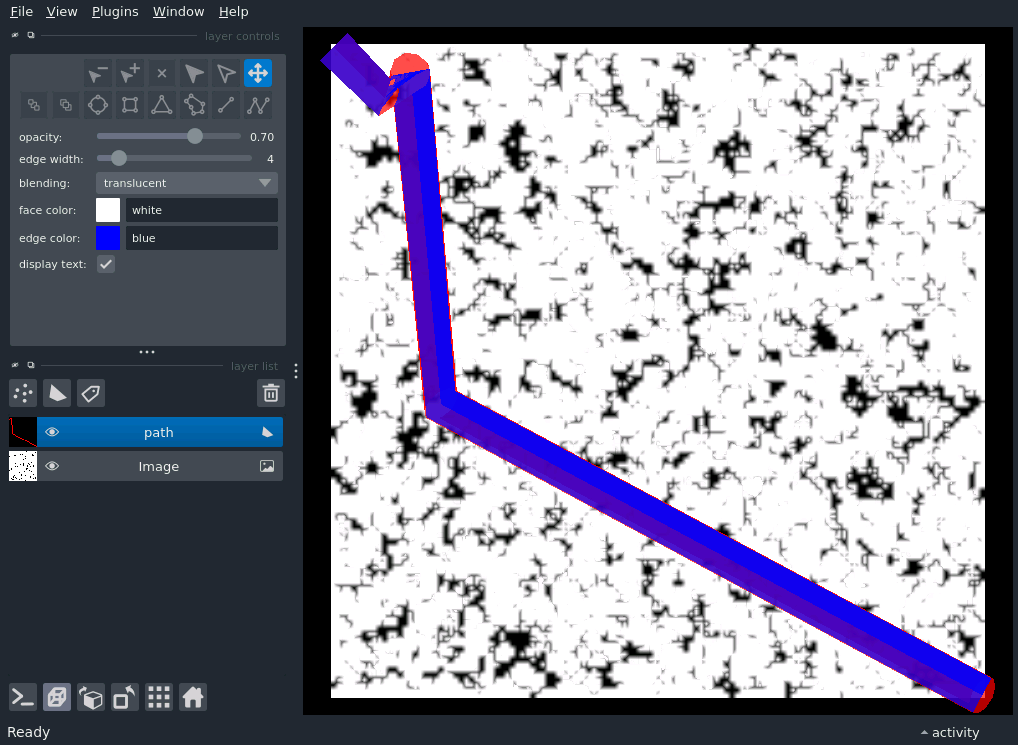 File View Plugins Window Help
layer controls
opacity: 0.70
edge width: 4
blending: translucent
face color: white
edge color: blue
display text:
layer list
path
Image
Ready activity